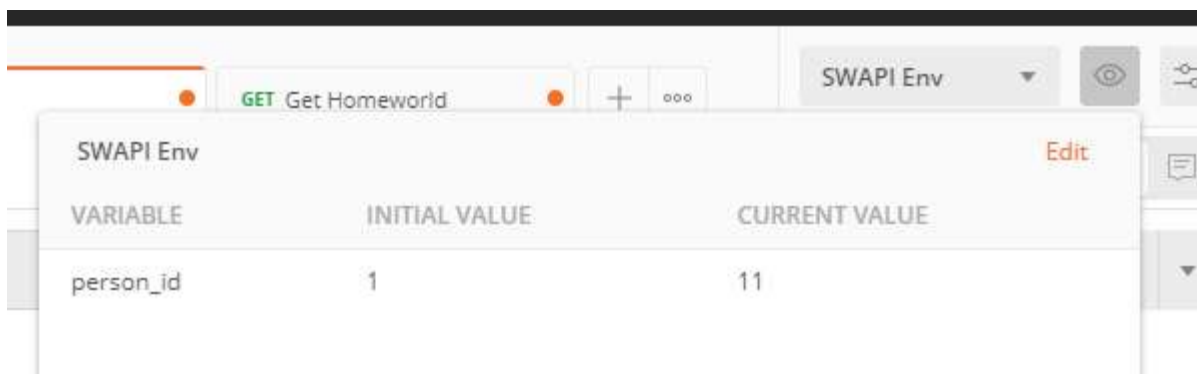 SWAPI Env
GET Get Homeworld
SWAPI Env Edit
VARIABLE INITIAL VALUE CURRENT VALUE
person_id 1 11